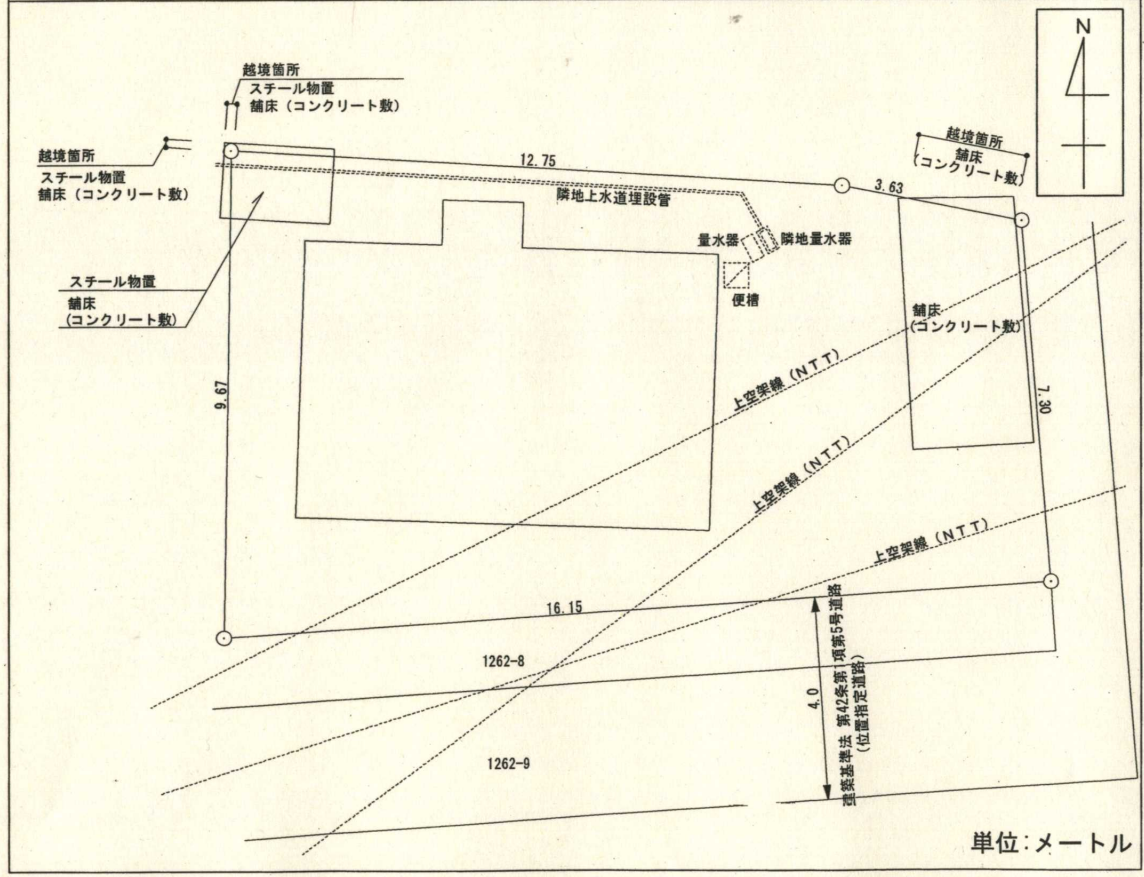 N
越境箇所
スチール物置
舗床（コンクリート敷）
越境箇所
スチール物置
舗床（コンクリート敷）
越境箇所
舗床
(コンクリート敷)
12.75
3.63
隣地上水道埋設管
量水器
隣地量水器
便槽
スチール物置
舗床
(コンクリート敷)
舗床
(コンクリート敷)
9.67
7.30
上空架線（NTT）
上空架線（NTT）
上空架線（NTT）
16.15
1262-8
4.0
建築基準法 第42条第1項第5号道路
(位置指定道路)
1262-9
単位:メートル